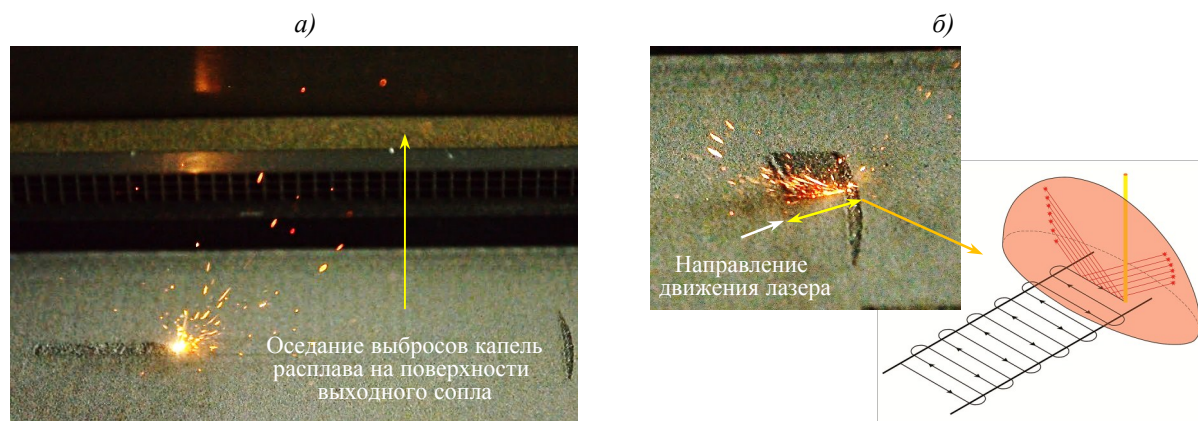 а)
б)
Оседание выбросов капель
расплава на поверхности
выходного сопла
Направление
движения лазера